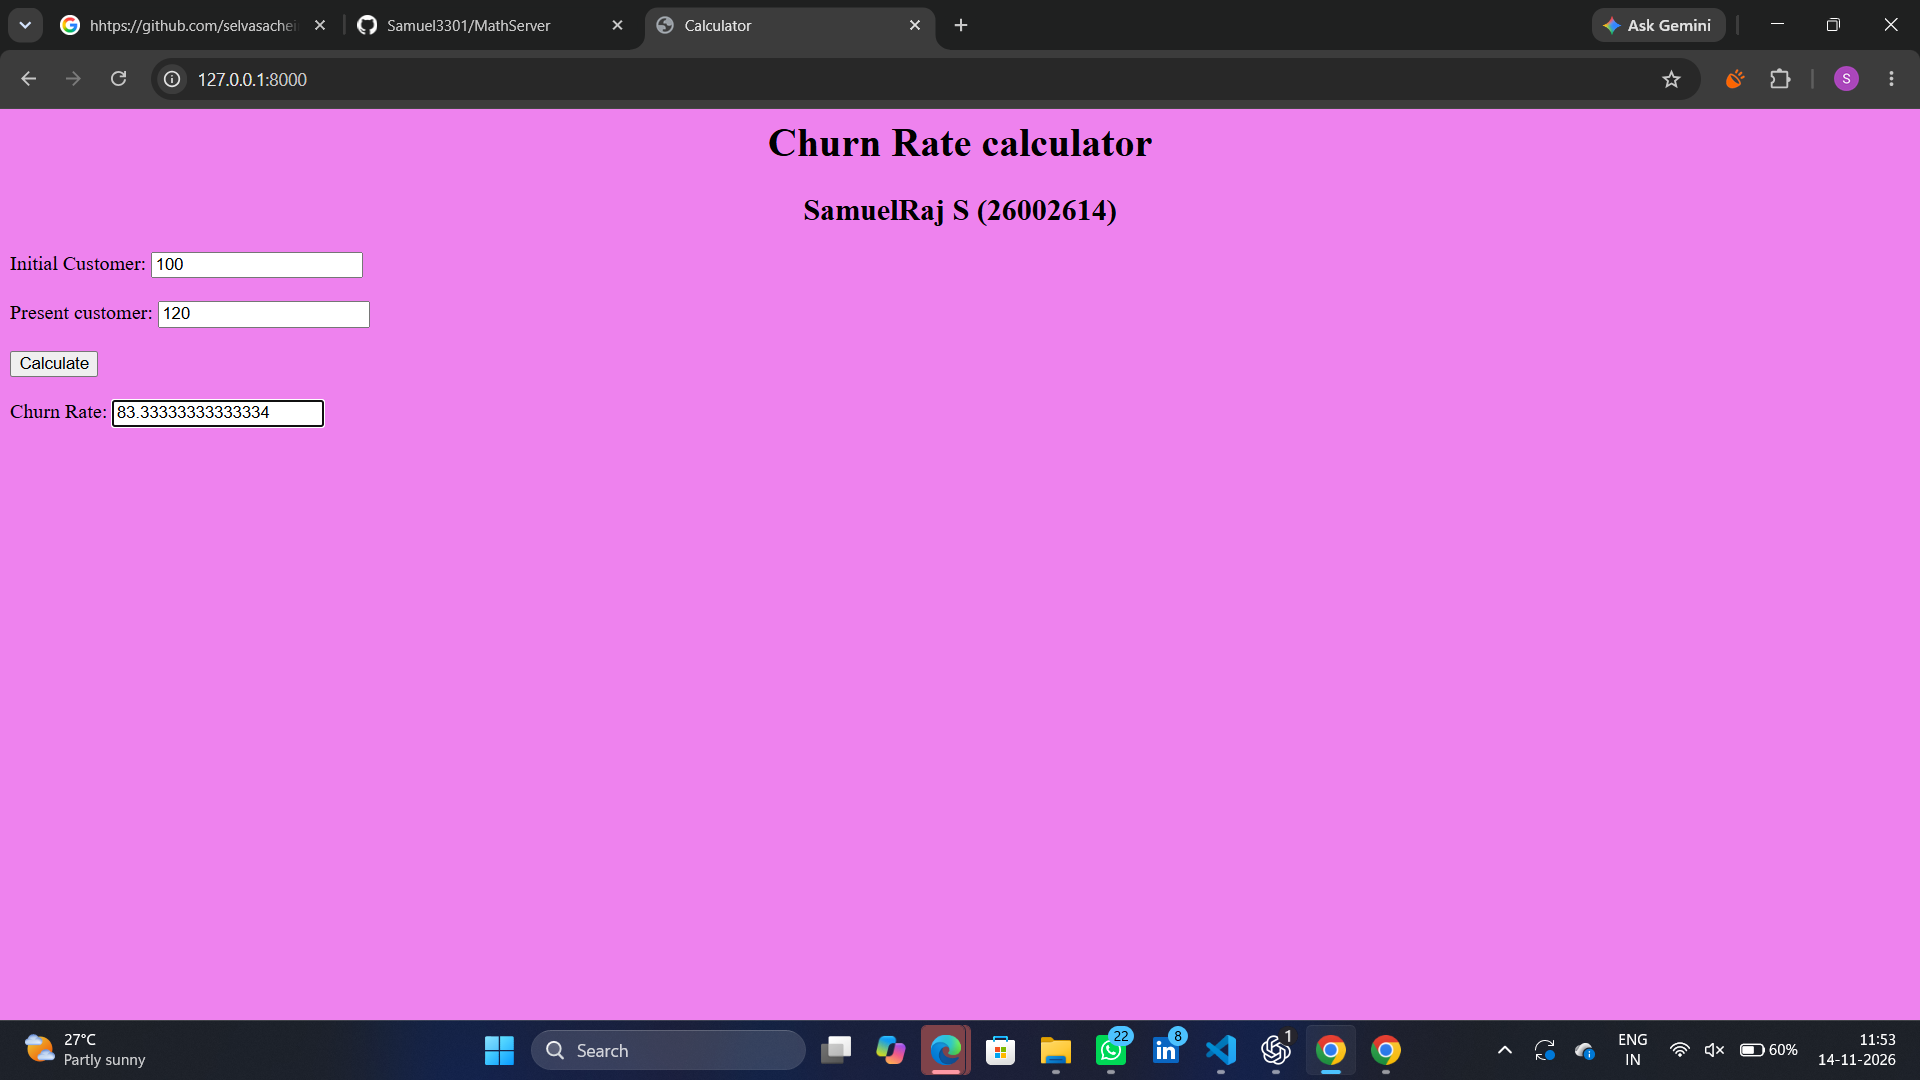 hhtps://github.com/selvasachei
Samuel3301/MathServer
Calculator
Ask Gemini
127.0.0.1:8000
S
Churn Rate calculator
SamuelRaj S (26002614)
Initial Customer: 100
Present customer: 120
Calculate
Churn Rate: 83.33333333333334
27°C
Partly sunny
Search
22
8
1
ENG
IN
60%
11:53
14-11-2026